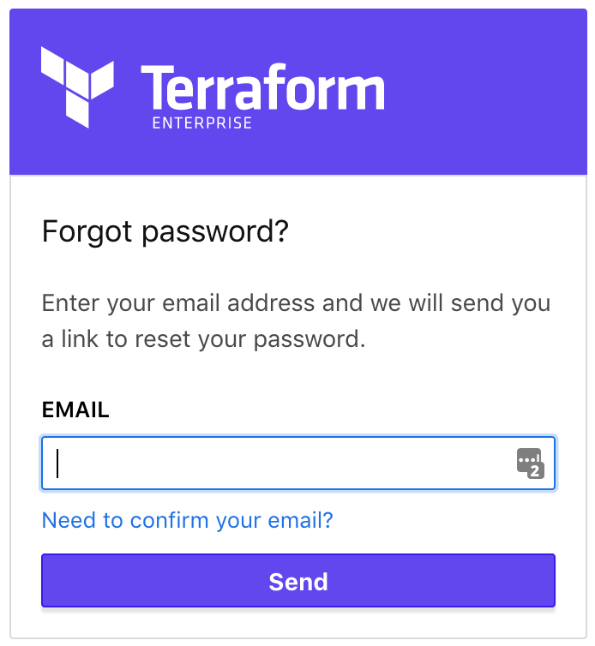 Terraform
ENTERPRISE
Forgot password?
Enter your email address and we will send you
a link to reset your password.
EMAIL
2
Need to confirm your email?
Send